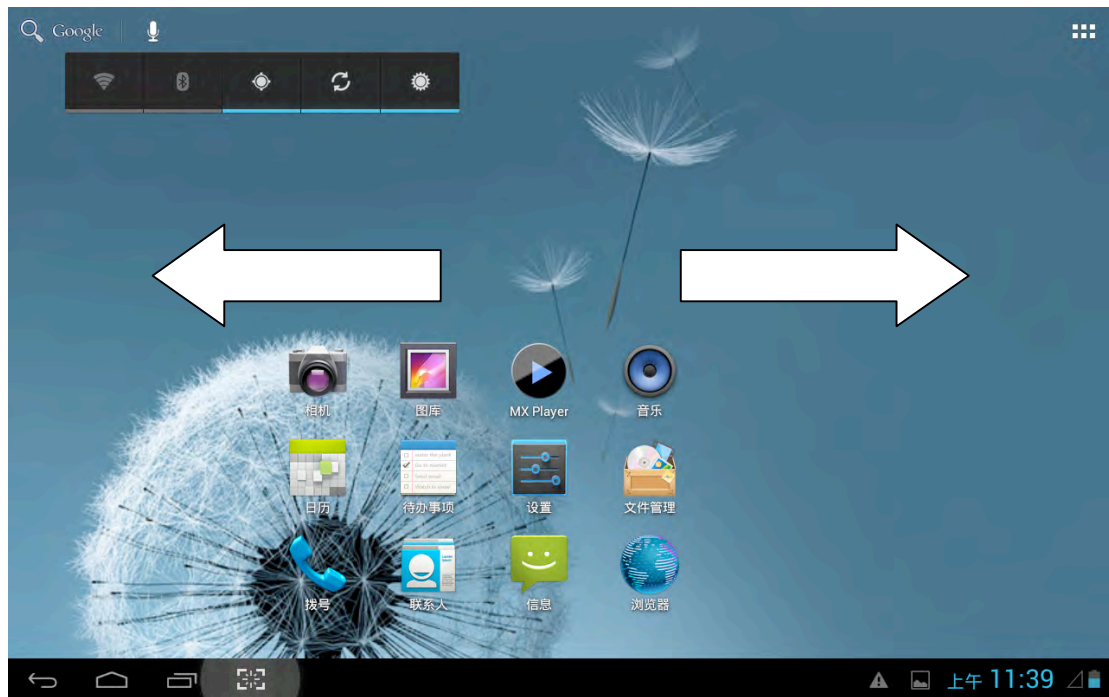 Google
相机 图库 MX Player 音乐
日历 待办事项 设置 文件管理
拨号 联系人 信息 浏览器
上午 11:39